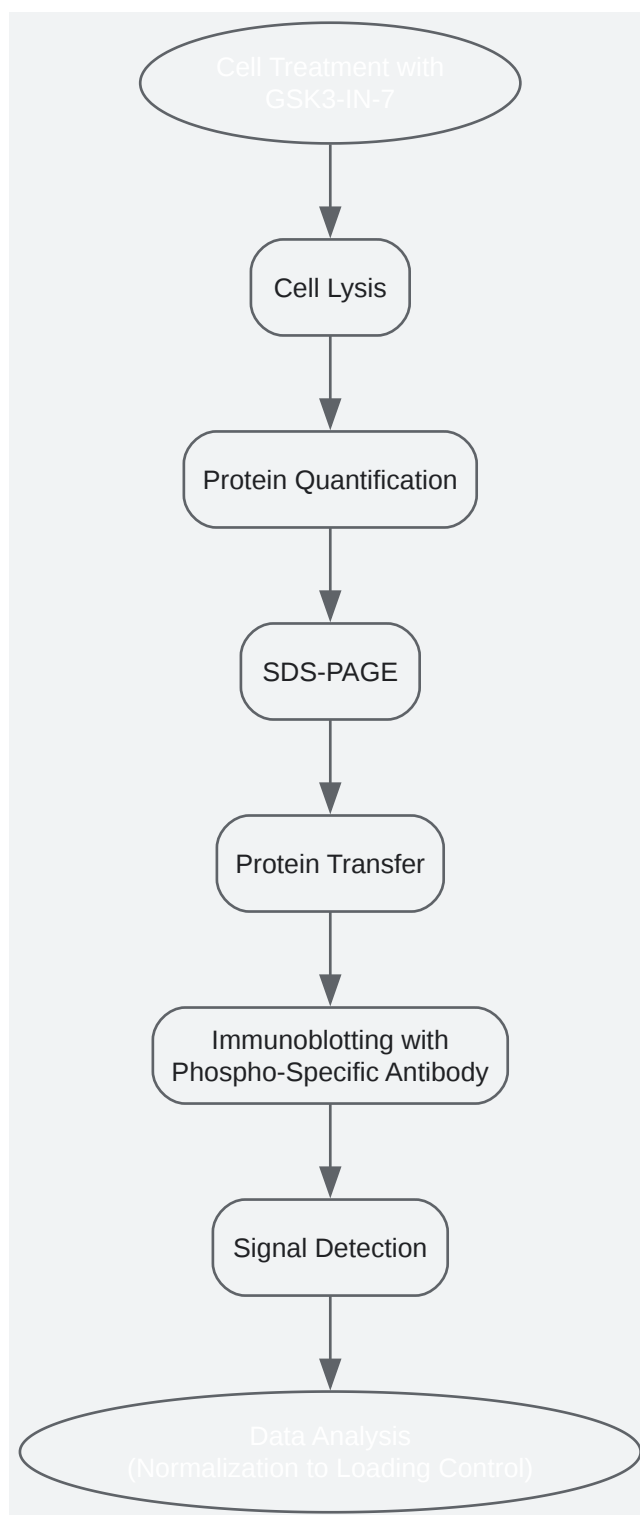 Cell Treatment with
GSK3-IN-7
Cell Lysis
Protein Quantification
SDS-PAGE
Protein Transfer
Immunoblotting with
Phospho-Specific Antibody
Signal Detection
Data Analysis
(Normalization to Loading Control)